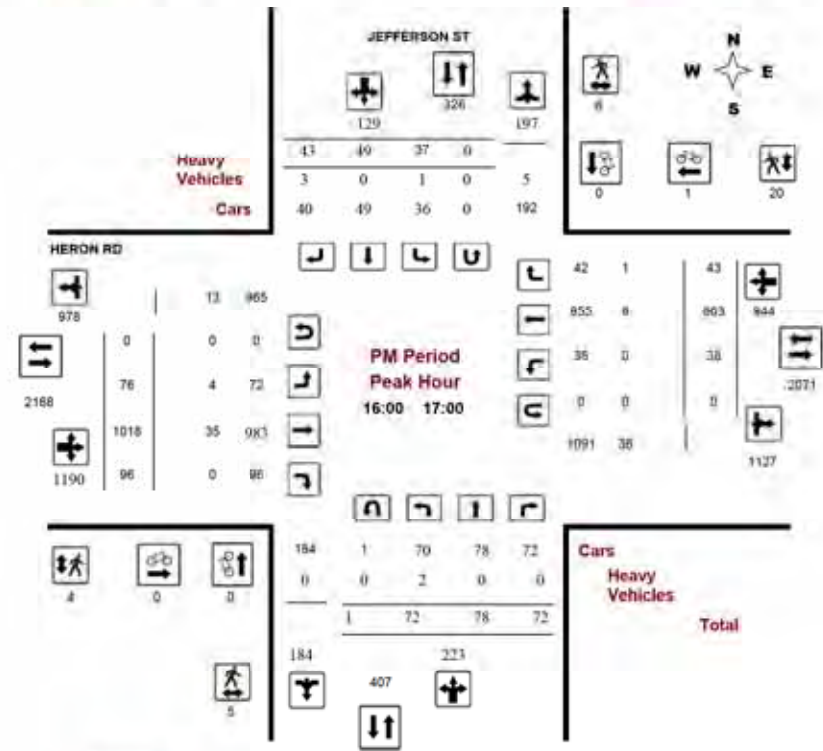 JEFFERSON ST
N
W E
S
326
6
129
197
43 49 37 0
Heavy
Vehicles
3 0 1 0 5
0 1 20
Cars
40 49 36 0 192
HERON RD
42 1 43
13 965
978
855 8 863 944
0 0 0
PM Period
38 0 38
Peak Hour
76 4 72
2071
2168
16:00 17:00
0 0 0
1018 35 983
1091 36
1190
96 0 96
1127
184 1 70 78 72
Cars
0 0 2 0 0
Heavy
Vehicles
4 0 0
1 72 78 72
Total
184 223
407
5